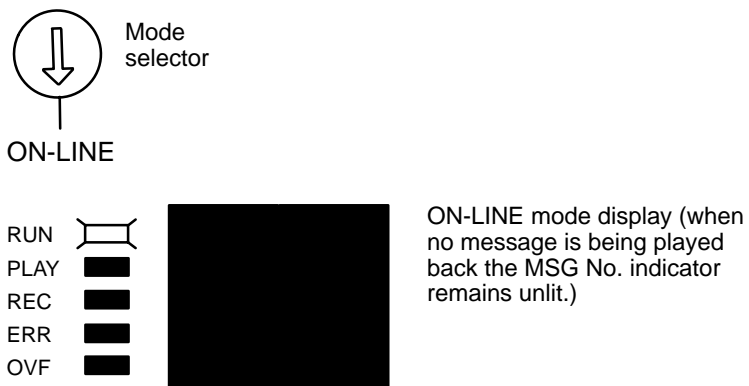 Mode
selector
ON-LINE
RUN
PLAY
REC
ERR
OVF
ON-LINE mode display (when
no message is being played
back the MSG No. indicator
remains unlit.)